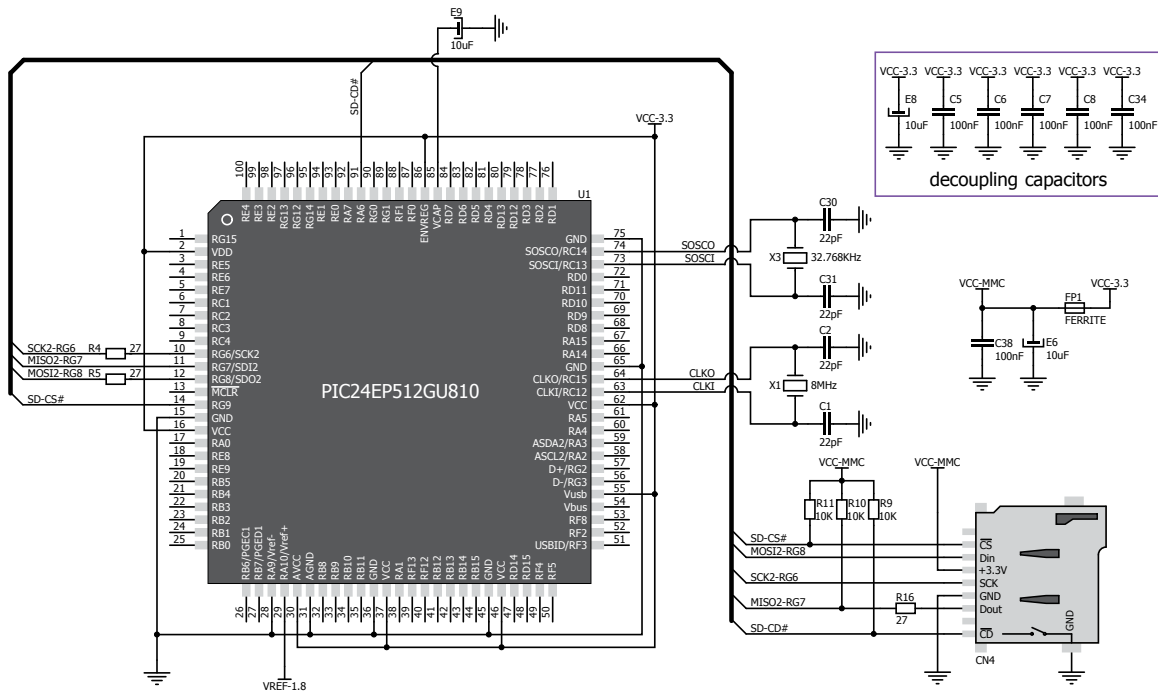 E9
10uF
SD-CD#
VCC-3.3
VCC-3.3 VCC-3.3 VCC-3.3 VCC-3.3 VCC-3.3 VCC-3.3
E8 C5 C6 C7 C8 C34
10uF 100nF 100nF 100nF 100nF 100nF
decoupling capacitors
100 99 98 97 96 95 94 93 92 91 90 89 88 87 86 85 84 83 82 81 80 79 78 77 76
RE4 RE3 RE2 RG13 RG12 RG14 RE1 RE0 RA7 RA6 RG0 RG1 RF1 RF0 ENVREG VCAP RD7 RD6 RD5 RD4 RD13 RD12 RD3 RD2 RD1
U1
PIC24EP512GU810
1 RG15
2 VDD
3 RE5
4 RE6
5 RE7
6 RC1
7 RC2
8 RC3
9 RC4
SCK2-RG6 R4 27 10 RG6/SCK2
MISO2-RG7 11 RG7/SDI2
MOSI2-RG8 R5 27 12 RG8/SDO2
13 MCLR
SD-CS# 14 RG9
15 GND
16 VCC
17 RA0
18 RE8
19 RE9
20 RB5
21 RB4
22 RB3
23 RB2
24 RB1
25 RB0
GND 75
SOSCO/RC14 74 SOSCO
SOSCI/RC13 73 SOSCI
RD0 72
RD11 71
RD10 70
RD9 69
RD8 68
RA15 67
RA14 66
GND 65
CLKO/RC15 64 CLKO
CLKI/RC12 63 CLKI
VCC 62
RA5 61
RA4 60
ASDA2/RA3 59
ASCL2/RA2 58
D+/RG2 57
D-/RG3 56
Vusb 55
Vbus 54
RF8 53
RF2 52
USBID/RF3 51
RB6/PGEC1 RB7/PGED1 RA9/Vref- RA10/Vref+ AVCC AGND RB8 RB9 RB10 RB11 GND VCC RA1 RF13 RF12 RB12 RB13 RB14 RB15 GND VCC RD14 RD15 RF4 RF5
26 27 28 29 30 31 32 33 34 35 36 37 38 39 40 41 42 43 44 45 46 47 48 49 50
VREF-1.8
C30
22pF
X3 32.768KHz
C31
22pF
C2
22pF
X1 8MHz
C1
22pF
VCC-MMC
FP1
FERRITE
VCC-3.3
C38
100nF
E6
10uF
VCC-MMC VCC-MMC
R11 R10 R9
10K 10K 10K
SD-CS#
MOSI2-RG8
SCK2-RG6
MISO2-RG7
SD-CD#
R16
27
CS
Din
+3.3V
SCK
GND
Dout
CD
GND
CN4